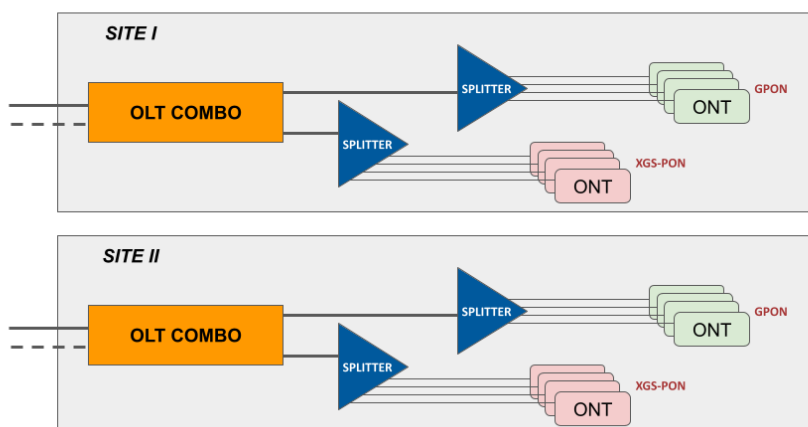 SITE I
OLT COMBO
SPLITTER
SPLITTER
ONT
GPON
ONT
XGS-PON
SITE II
OLT COMBO
SPLITTER
SPLITTER
ONT
GPON
ONT
XGS-PON